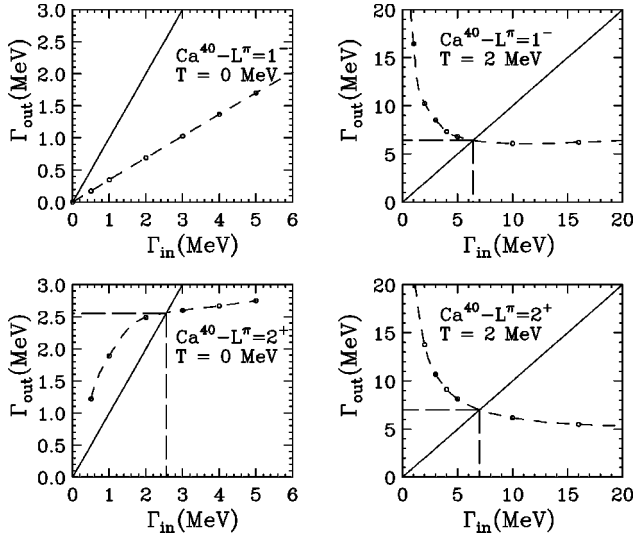 Γout(MeV)
3.0
2.5
2.0
1.5
1.0
0.5
0.0
Ca⁴⁰−Lᵖⁱ=1⁻
T = 0 MeV
0 1 2 3 4 5 6
Γin(MeV)
Γout(MeV)
20
15
10
5
0
Ca⁴⁰−L^π=1⁻
T = 2 MeV
0 5 10 15 20
Γin(MeV)
Γout(MeV)
3.0
2.5
2.0
1.5
1.0
0.5
0.0
Ca⁴⁰−L^π=2⁺
T = 0 MeV
0 1 2 3 4 5 6
Γin(MeV)
Γout(MeV)
20
15
10
5
0
Ca⁴⁰−L^π=2⁺
T = 2 MeV
0 5 10 15 20
Γin(MeV)